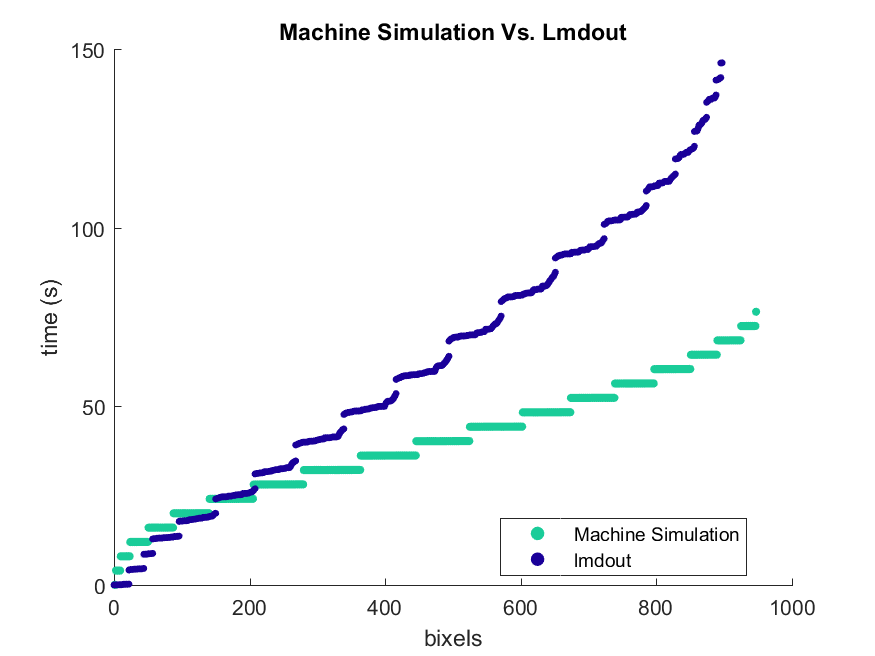 Machine Simulation Vs. Lmdout
150
100
50
0
time (s)
0 200 400 600 800 1000
bixels
Machine Simulation
lmdout